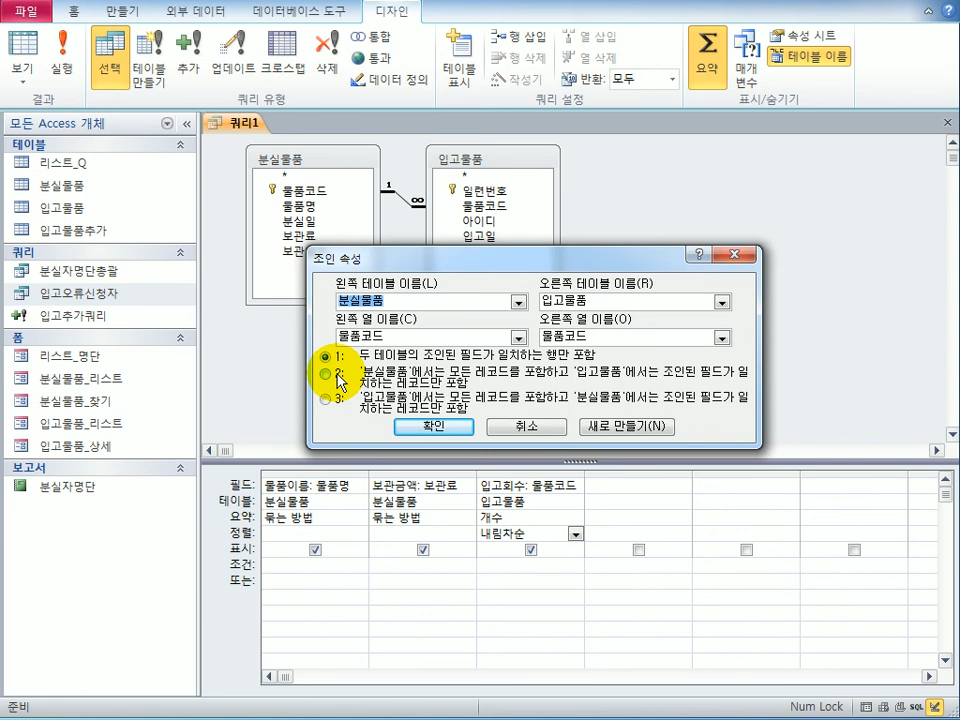 파일 홈 만들기 외부 데이터 데이터베이스 도구 디자인
보기 실행 선택 테이블 만들기 추가 업데이트 크로스탭 삭제
통합
통과
데이터 정의
테이블 표시
행 삽입
행 삭제
작성기
열 삽입
열 삭제
반환: 모두
요약
매개 변수
속성 시트
테이블 이름
결과 쿼리 유형 쿼리 설정 표시/숨기기
모든 Access 개체
테이블
리스트_Q
분실물품
입고물품
입고물품추가
쿼리
분실자명단총괄
입고오류신청자
입고추가쿼리
폼
리스트_명단
분실물품_리스트
분실물품_찾기
입고물품_리스트
입고물품_상세
보고서
분실자명단
쿼리1
분실물품
*
물품코드
물품명
분실일
보관료
1
∞
입고물품
*
일련번호
물품코드
아이디
입고일
조인 속성
왼쪽 테이블 이름(L) 오른쪽 테이블 이름(R)
분실물품 입고물품
왼쪽 열 이름(C) 오른쪽 열 이름(O)
물품코드 물품코드
1: 두 테이블의 조인된 필드가 일치하는 행만 포함
2: '분실물품'에서는 모든 레코드를 포함하고 '입고물품'에서는 조인된 필드가 일
치하는 레코드만 포함
3: '입고물품'에서는 모든 레코드를 포함하고 '분실물품'에서는 조인된 필드가 일
치하는 레코드만 포함
확인 취소 새로 만들기(N)
필드: 물품이름: 물품명 보관금액: 보관료 입고회수: 물품코드
테이블: 분실물품 분실물품 입고물품
요약: 묶는 방법 묶는 방법 개수
정렬: 내림차순
표시:
조건:
또는:
준비 Num Lock SQL